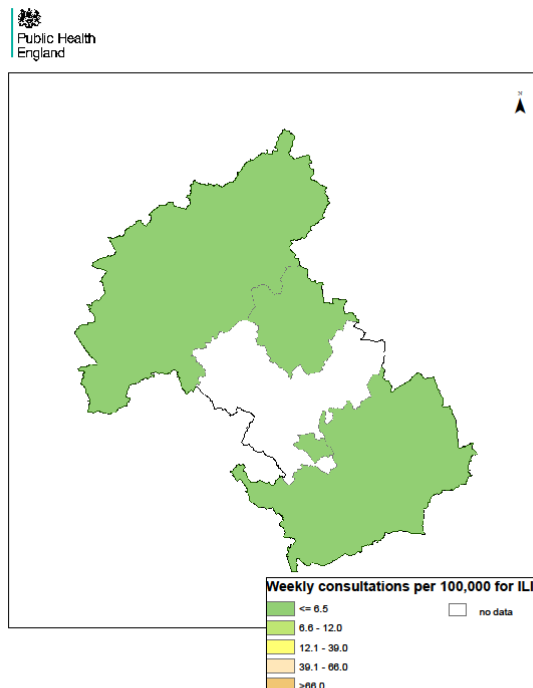 Public Health
England
N
Weekly consultations per 100,000 for ILI
<= 6.5
no data
6.6 - 12.0
12.1 - 39.0
39.1 - 66.0
>66.0